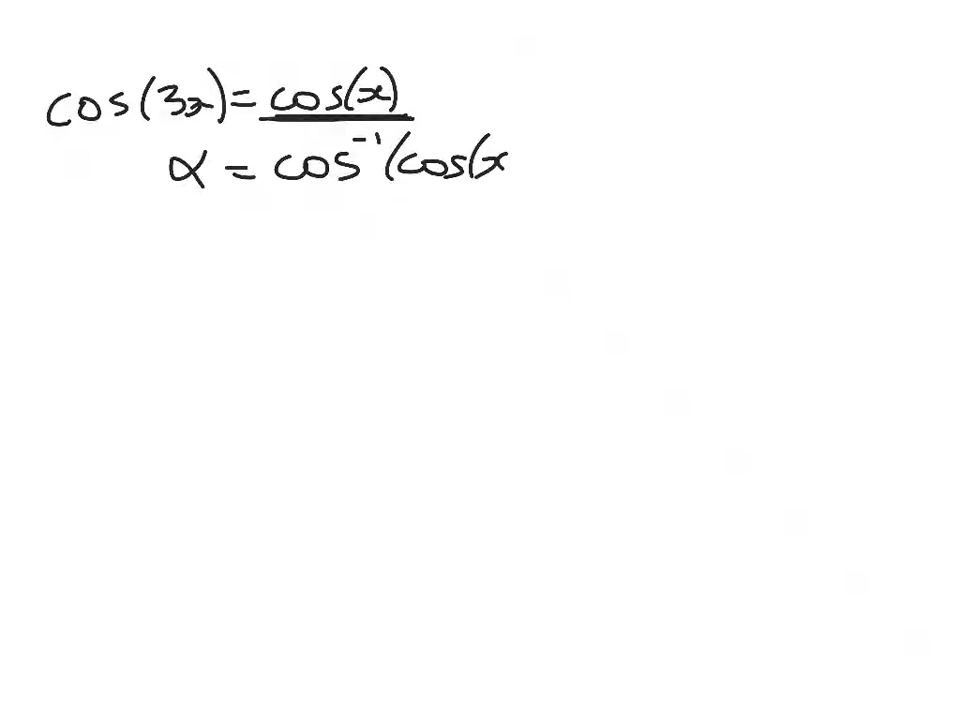 cos(3x)=cos(x)
α = cos⁻¹(cos(x